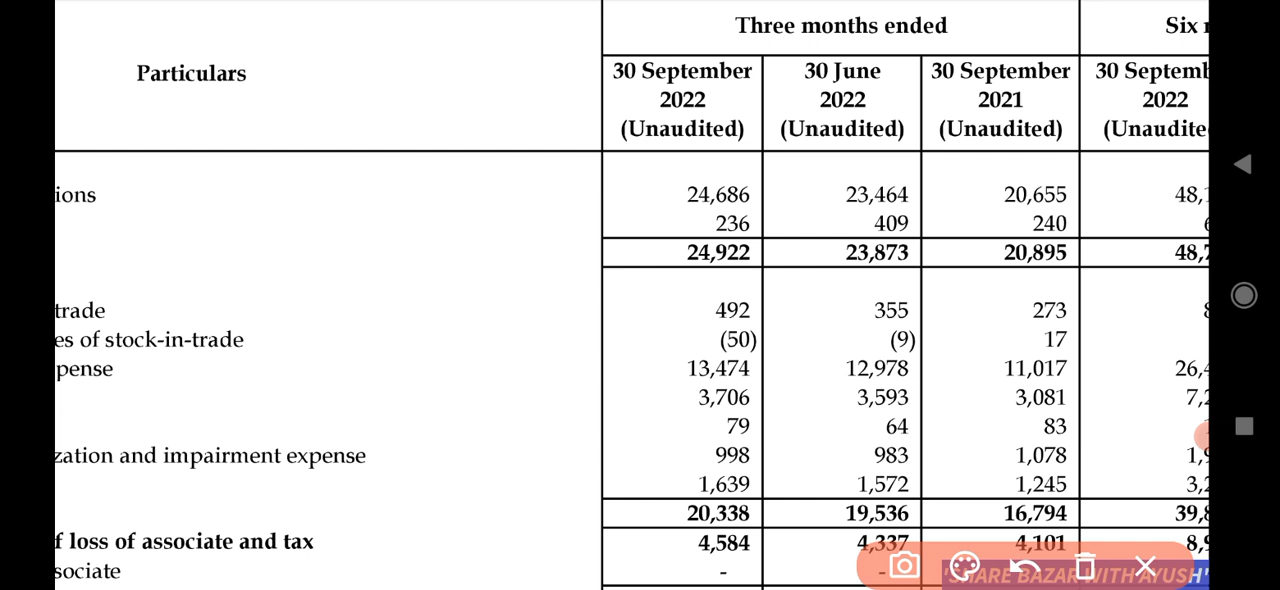 Three months ended Six
Particulars 30 September 30 June 30 September 30 Septemb
2022 2022 2021 2022
(Unaudited) (Unaudited) (Unaudited) (Unaudite
ions 24,686 23,464 20,655 48,1
236 409 240 6
24,922 23,873 20,895 48,7
trade 492 355 273 8
es of stock-in-trade (50) (9) 17
pense 13,474 12,978 11,017 26,4
3,706 3,593 3,081 7,2
79 64 83
zation and impairment expense 998 983 1,078 1,9
1,639 1,572 1,245 3,2
20,338 19,536 16,794 39,8
f loss of associate and tax 4,584 4,337 4,101 8,9
sociate - -
'SHARE BAZAR WITH AYUSH'